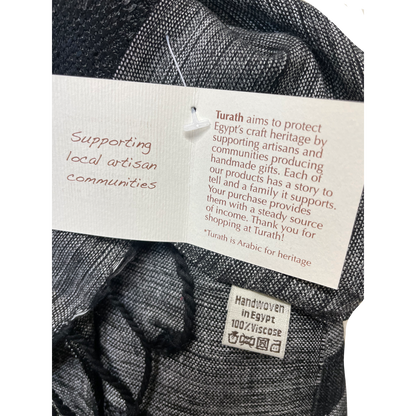 Supporting
local artisan
communities
Turath aims to protect
Egypt's craft heritage by
supporting artisans and
communities producing
handmade gifts. Each of
our products has a story to
tell and a family it supports.
Your purchase provides
them with a steady source
of income. Thank you for
shopping at Turath!
*Turath is Arabic for heritage
Handwoven
in Egypt
100% Viscose